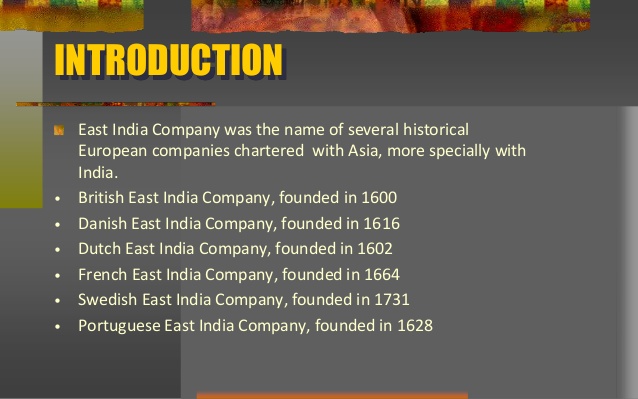 INTRODUCTION
East India Company was the name of several historical
European companies chartered with Asia, more specially with
India.
• British East India Company, founded in 1600
• Danish East India Company, founded in 1616
• Dutch East India Company, founded in 1602
• French East India Company, founded in 1664
• Swedish East India Company, founded in 1731
• Portuguese East India Company, founded in 1628